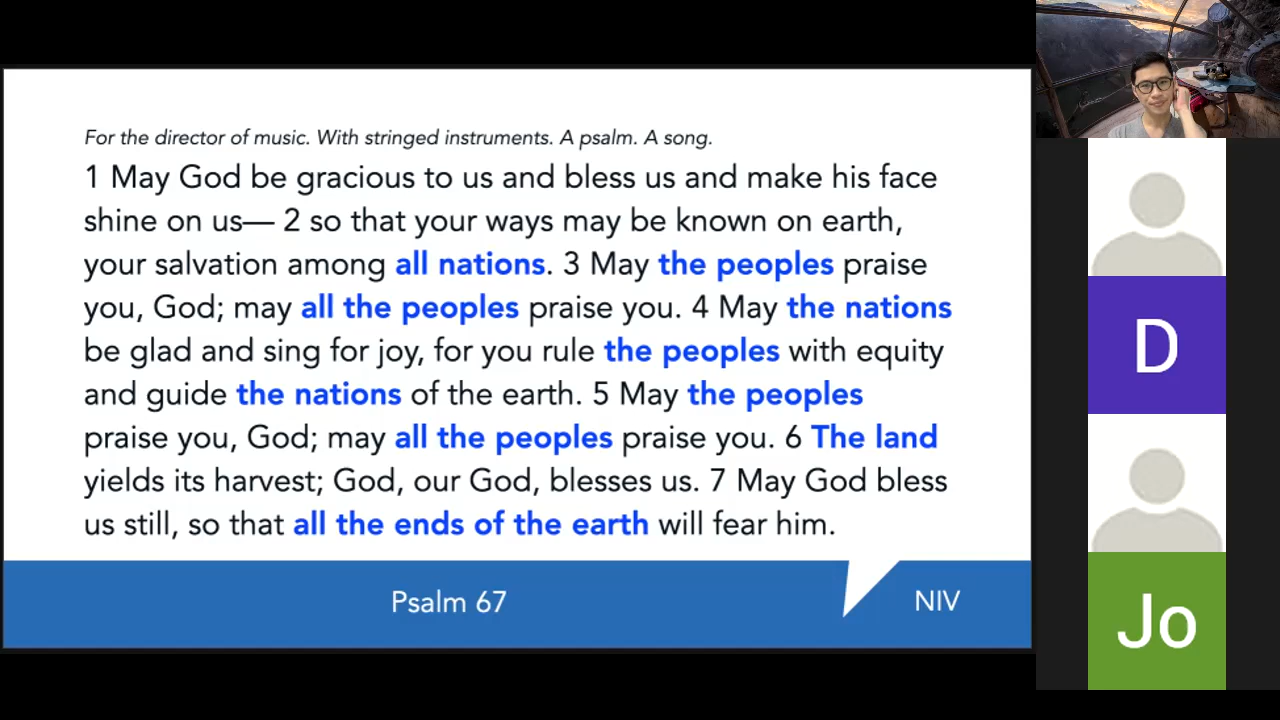 For the director of music. With stringed instruments. A psalm. A song.
1 May God be gracious to us and bless us and make his face
shine on us— 2 so that your ways may be known on earth,
your salvation among all nations. 3 May the peoples praise
you, God; may all the peoples praise you. 4 May the nations
be glad and sing for joy, for you rule the peoples with equity
and guide the nations of the earth. 5 May the peoples
praise you, God; may all the peoples praise you. 6 The land
yields its harvest; God, our God, blesses us. 7 May God bless
us still, so that all the ends of the earth will fear him.
Psalm 67
NIV
D
Jo